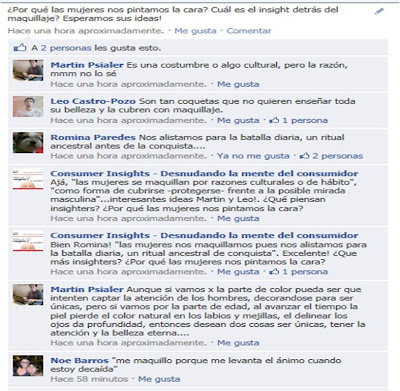 ¿Por qué las mujeres nos pintamos la cara? Cuál es el insight detrás del
maquillaje? Esperamos sus ideas!
Hace una hora aproximadamente. · Me gusta · Comentar
A 2 personas les gusta esto.
Martin Psialer Es una costumbre o algo cultural, pero la razón,
mmm no lo sé
Hace una hora aproximadamente. · Me gusta
Leo Castro-Pozo Son tan coquetas que no quieren enseñar toda
su belleza y la cubren con maquillaje.
Hace una hora aproximadamente. · Me gusta · 1 persona
Romina Paredes Nos alistamos para la batalla diaria, un ritual
ancestral antes de la conquista....
Hace una hora aproximadamente. · Ya no me gusta · 2 personas
Consumer Insights - Desnudando la mente del consumidor
Ajá, "las mujeres se maquillan por razones culturales o de hábito",
"como forma de cubrirse -protegerse- frente a la posible mirada
masculina"...interesantes ideas Martin y Leo!. ¿Qué piensan
insighters? ¿Por qué las mujeres nos pintamos la cara?
Hace una hora aproximadamente. · Me gusta
Consumer Insights - Desnudando la mente del consumidor
Bien Romina! "las mujeres nos maquillamos pues nos alistamos para
la batalla diaria, un ritual ancestral de conquista". Excelente! ¿Que
más insighters? ¿Por qué las mujeres nos pintamos la cara?
Hace una hora aproximadamente. · Me gusta · 1 persona
Martin Psialer Aunque si vamos x la parte de color pueda ser que
intenten captar la atención de los hombres, decorandose para ser
únicas, pero si vamos por la parte de edad, al avanzar el tiempo la
piel pierde el color natural en los labios y mejillas, el delinear los
ojos da profundidad, entonces desean dos cosas ser únicas, tener la
atención y la belleza eterna....
Hace una hora aproximadamente. · Me gusta
Noe Barros "me maquillo porque me levanta el ánimo cuando
estoy decaída"
Hace 58 minutos · Me gusta